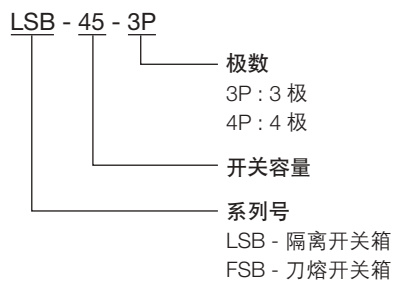 LSB - 45 - 3P
极数
3P : 3 极
4P : 4 极
开关容量
系列号
LSB - 隔离开关箱
FSB - 刀熔开关箱